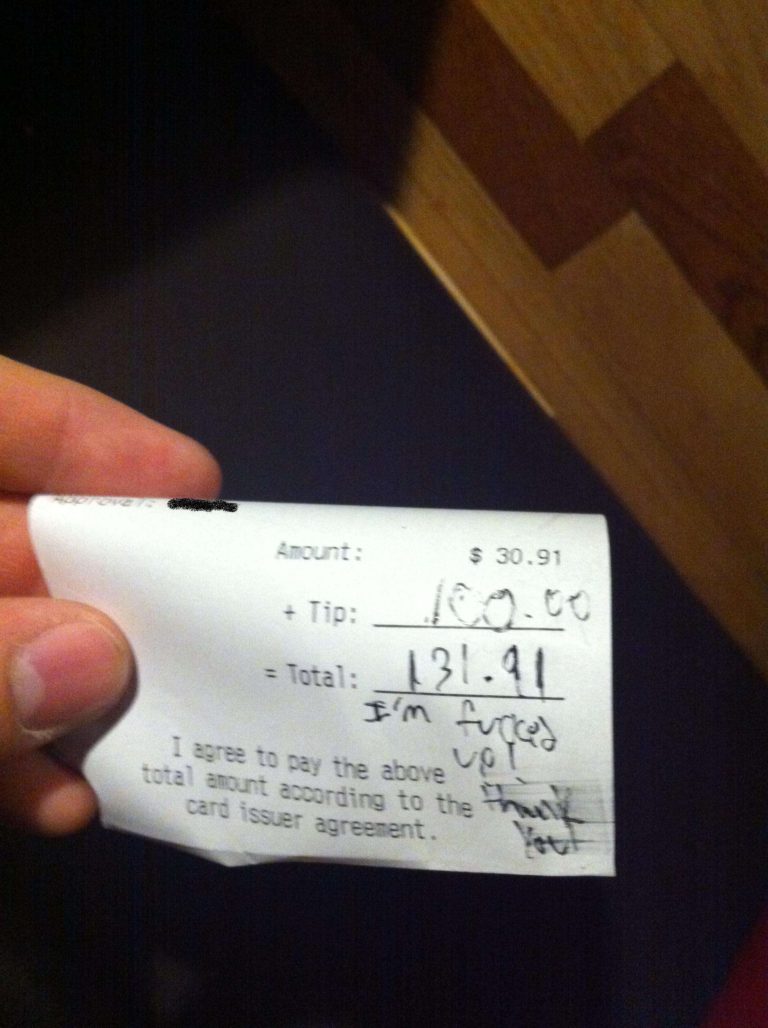 Approval:
Amount: $ 30.91
+ Tip: 100.00
= Total: 131.91
I'm fucked
up!
I agree to pay the above
total amount according to the
card issuer agreement.
Thank
You!